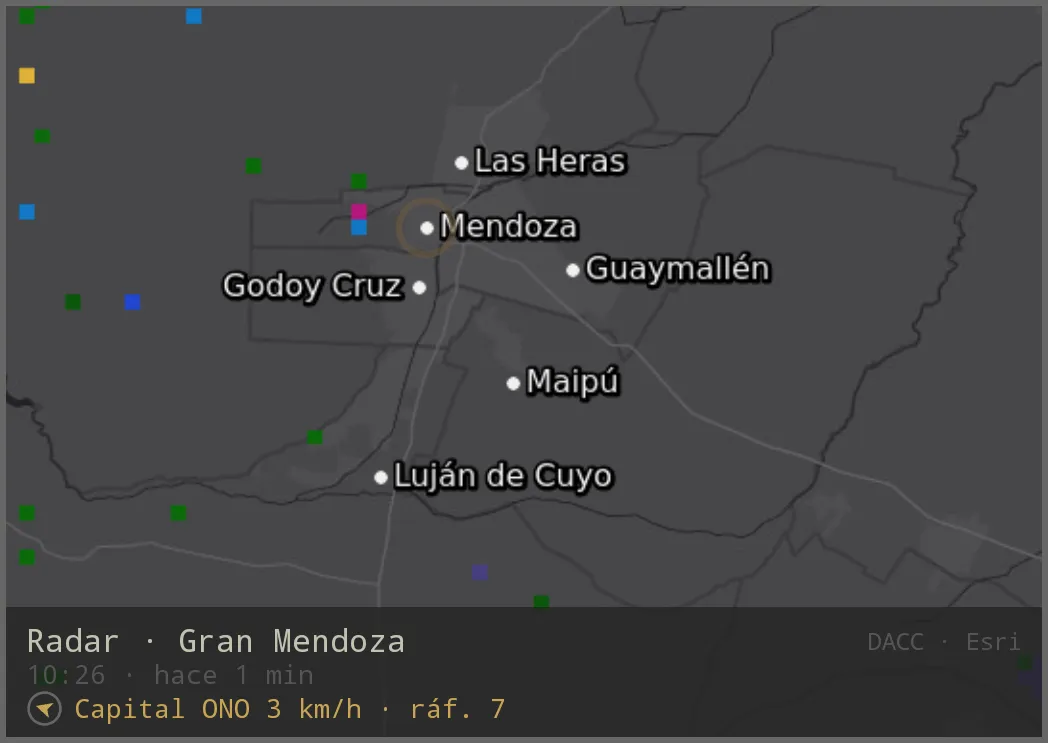 Las Heras
Mendoza
Guaymallén
Godoy Cruz
Maipú
Luján de Cuyo
Radar · Gran Mendoza
DACC · Esri
10:26 · hace 1 min
Capital ONO 3 km/h · ráf. 7